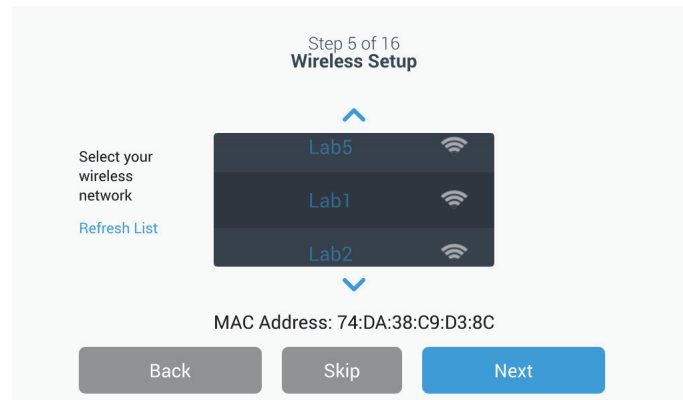 Step 5 of 16
Wireless Setup
Select your
wireless
network
Refresh List
Lab5
Lab1
Lab2
MAC Address: 74:DA:38:C9:D3:8C
Back
Skip
Next